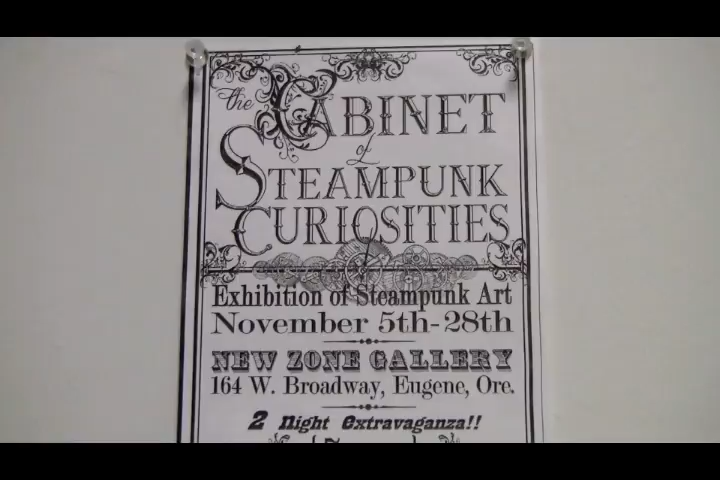 the CABINET
of
STEAMPUNK
CURIOSITIES
Exhibition of Steampunk Art
November 5th-28th
NEW ZONE GALLERY
164 W. Broadway, Eugene, Ore.
2 Night Extravaganza!!